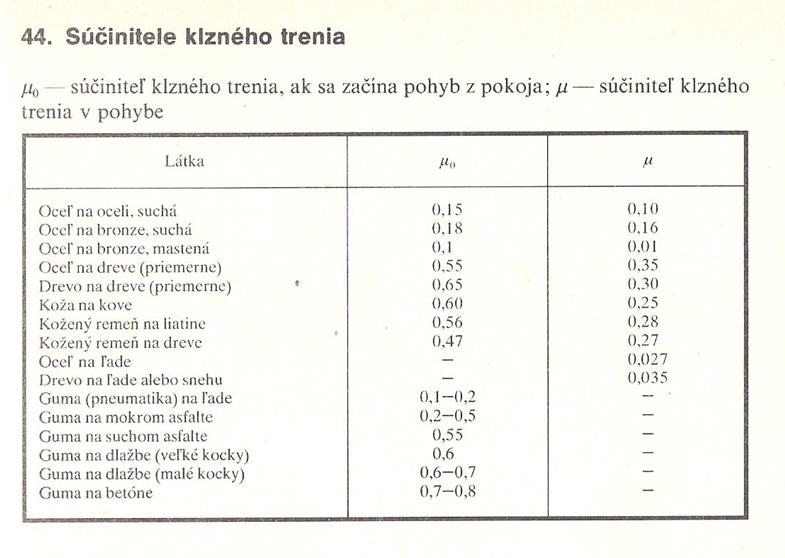 44. Súčinitele klzného trenia
μ₀ — súčiniteľ klzného trenia, ak sa začína pohyb z pokoja; μ — súčiniteľ klzného
trenia v pohybe
Látka μ₀ μ
Oceľ na oceli, suchá 0,15 0,10
Oceľ na bronze, suchá 0,18 0,16
Oceľ na bronze, mastená 0,1 0,01
Oceľ na dreve (priemerne) 0,55 0,35
Drevo na dreve (priemerne) 0,65 0,30
Koža na kove 0,60 0,25
Kožený remeň na liatine 0,56 0,28
Kožený remeň na dreve 0,47 0,27
Oceľ na ľade — 0,027
Drevo na ľade alebo snehu — 0,035
Guma (pneumatika) na ľade 0,1—0,2 —
Guma na mokrom asfalte 0,2—0,5 —
Guma na suchom asfalte 0,55 —
Guma na dlažbe (veľké kocky) 0,6 —
Guma na dlažbe (malé kocky) 0,6—0,7 —
Guma na betóne 0,7—0,8 —